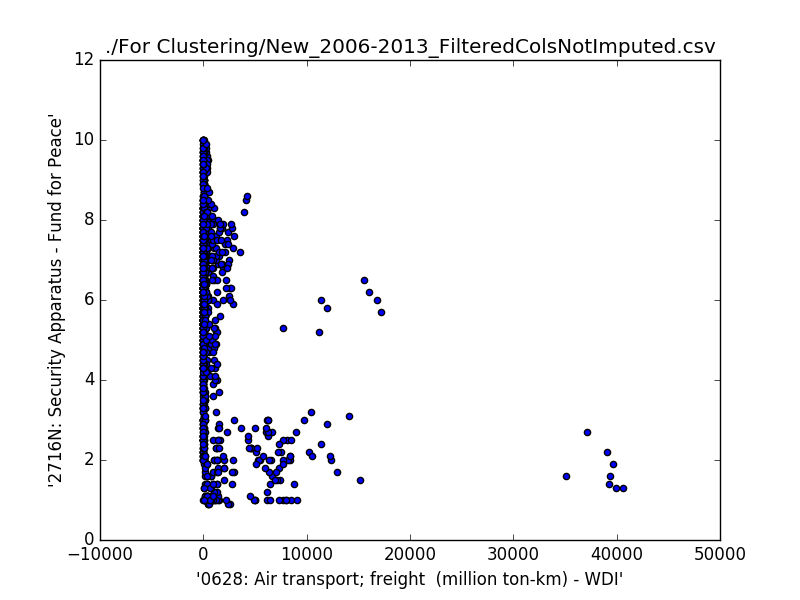 ./For Clustering/New_2006-2013_FilteredColsNotImputed.csv
12
10
8
6
4
2
0
'2716N: Security Apparatus - Fund for Peace'
−10000 0 10000 20000 30000 40000 50000
'0628: Air transport; freight  (million ton-km) - WDI'